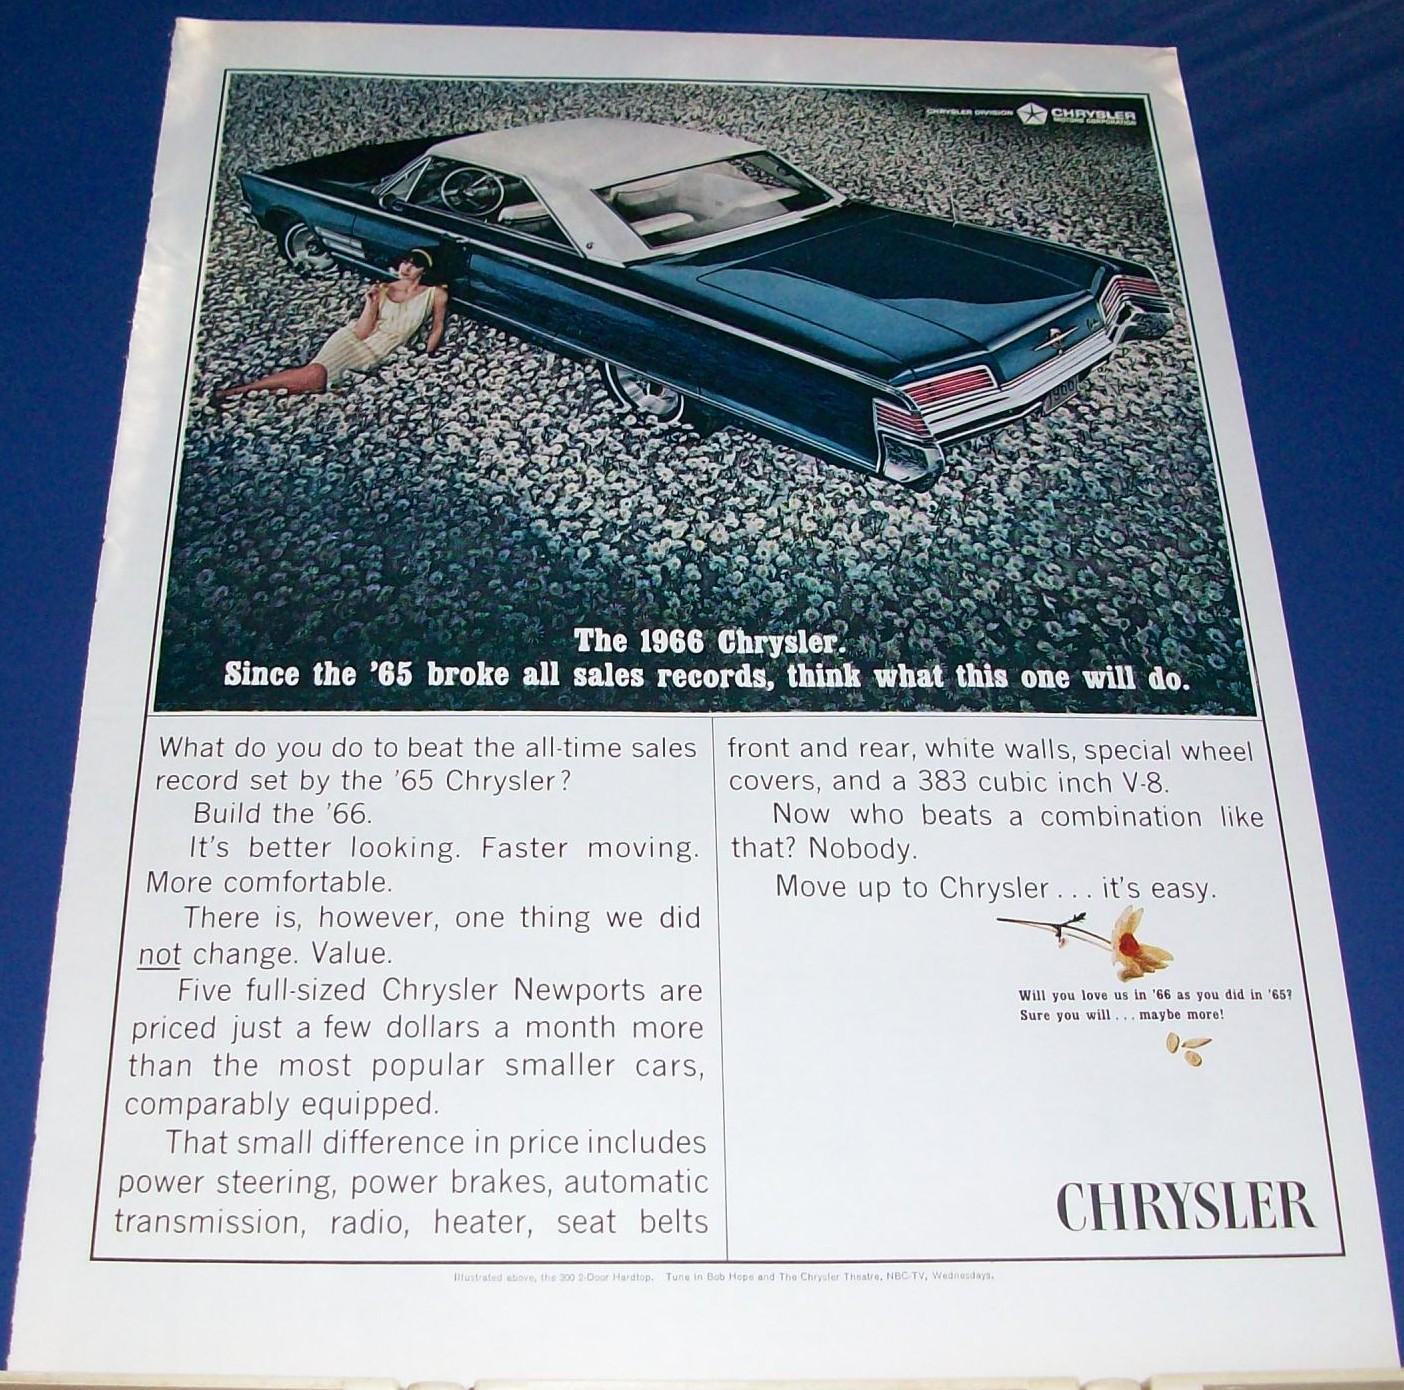 CHRYSLER DIVISION CHRYSLER
MOTORS CORPORATION
1966
The 1966 Chrysler.
Since the '65 broke all sales records, think what this one will do.
What do you do to beat the all-time sales
record set by the '65 Chrysler?
Build the '66.
It's better looking. Faster moving.
More comfortable.
There is, however, one thing we did
not change. Value.
Five full-sized Chrysler Newports are
priced just a few dollars a month more
than the most popular smaller cars,
comparably equipped.
That small difference in price includes
power steering, power brakes, automatic
transmission, radio, heater, seat belts
front and rear, white walls, special wheel
covers, and a 383 cubic inch V-8.
Now who beats a combination like
that? Nobody.
Move up to Chrysler . . . it's easy.
Will you love us in '66 as you did in '65?
Sure you will . . . maybe more!
CHRYSLER
Illustrated above, the 300 2-Door Hardtop. Tune in Bob Hope and The Chrysler Theatre, NBC-TV, Wednesdays.